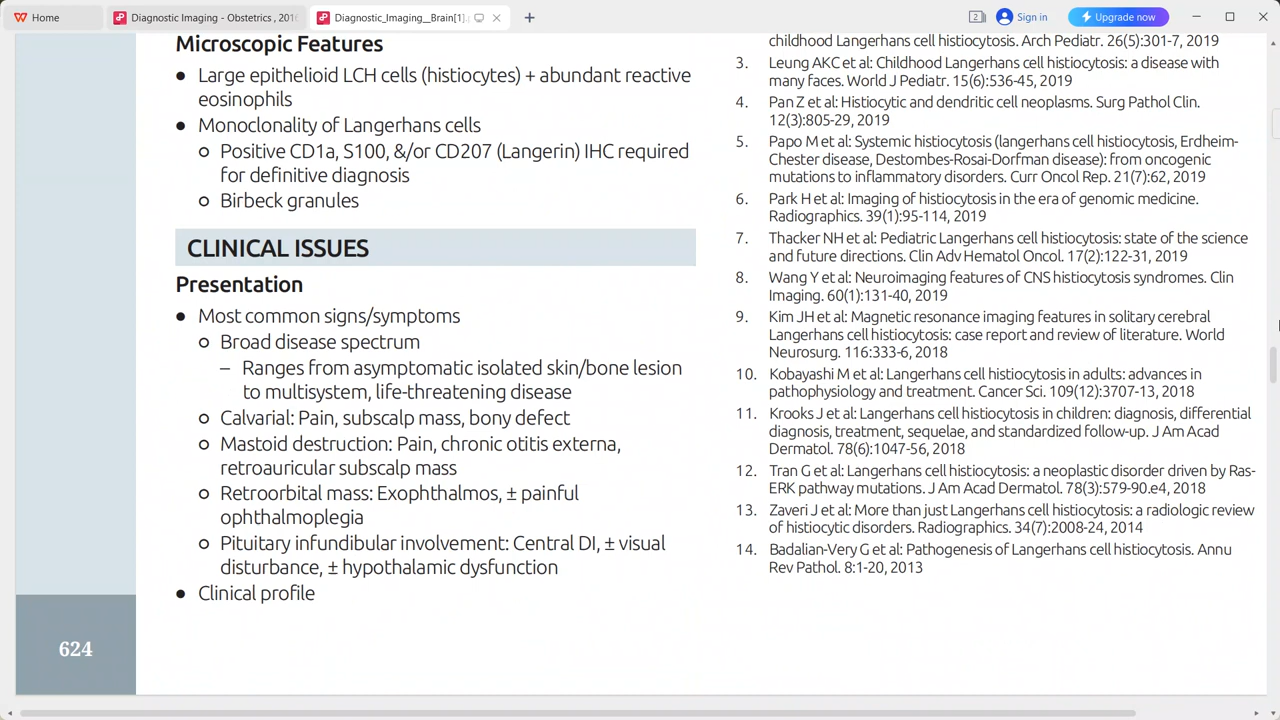 Home
Diagnostic Imaging - Obstetrics , 201
Diagnostic_Imaging__Brain[1].
2
Sign in
Upgrade now
Microscopic Features
● Large epithelioid LCH cells (histiocytes) + abundant reactive
eosinophils
● Monoclonality of Langerhans cells
○ Positive CD1a, S100, &/or CD207 (Langerin) IHC required
for definitive diagnosis
○ Birbeck granules
CLINICAL ISSUES
Presentation
● Most common signs/symptoms
○ Broad disease spectrum
– Ranges from asymptomatic isolated skin/bone lesion
to multisystem, life-threatening disease
○ Calvarial: Pain, subscalp mass, bony defect
○ Mastoid destruction: Pain, chronic otitis externa,
retroauricular subscalp mass
○ Retroorbital mass: Exophthalmos, ± painful
ophthalmoplegia
○ Pituitary infundibular involvement: Central DI, ± visual
disturbance, ± hypothalamic dysfunction
● Clinical profile
624
childhood Langerhans cell histiocytosis. Arch Pediatr. 26(5):301-7, 2019
3. Leung AKC et al: Childhood Langerhans cell histiocytosis: a disease with
many faces. World J Pediatr. 15(6):536-45, 2019
4. Pan Z et al: Histiocytic and dendritic cell neoplasms. Surg Pathol Clin.
12(3):805-29, 2019
5. Papo M et al: Systemic histiocytosis (langerhans cell histiocytosis, Erdheim-
Chester disease, Destombes-Rosai-Dorfman disease): from oncogenic
mutations to inflammatory disorders. Curr Oncol Rep. 21(7):62, 2019
6. Park H et al: Imaging of histiocytosis in the era of genomic medicine.
Radiographics. 39(1):95-114, 2019
7. Thacker NH et al: Pediatric Langerhans cell histiocytosis: state of the science
and future directions. Clin Adv Hematol Oncol. 17(2):122-31, 2019
8. Wang Y et al: Neuroimaging features of CNS histiocytosis syndromes. Clin
Imaging. 60(1):131-40, 2019
9. Kim JH et al: Magnetic resonance imaging features in solitary cerebral
Langerhans cell histiocytosis: case report and review of literature. World
Neurosurg. 116:333-6, 2018
10. Kobayashi M et al: Langerhans cell histiocytosis in adults: advances in
pathophysiology and treatment. Cancer Sci. 109(12):3707-13, 2018
11. Krooks J et al: Langerhans cell histiocytosis in children: diagnosis, differential
diagnosis, treatment, sequelae, and standardized follow-up. J Am Acad
Dermatol. 78(6):1047-56, 2018
12. Tran G et al: Langerhans cell histiocytosis: a neoplastic disorder driven by Ras-
ERK pathway mutations. J Am Acad Dermatol. 78(3):579-90.e4, 2018
13. Zaveri J et al: More than just Langerhans cell histiocytosis: a radiologic review
of histiocytic disorders. Radiographics. 34(7):2008-24, 2014
14. Badalian-Very G et al: Pathogenesis of Langerhans cell histiocytosis. Annu
Rev Pathol. 8:1-20, 2013